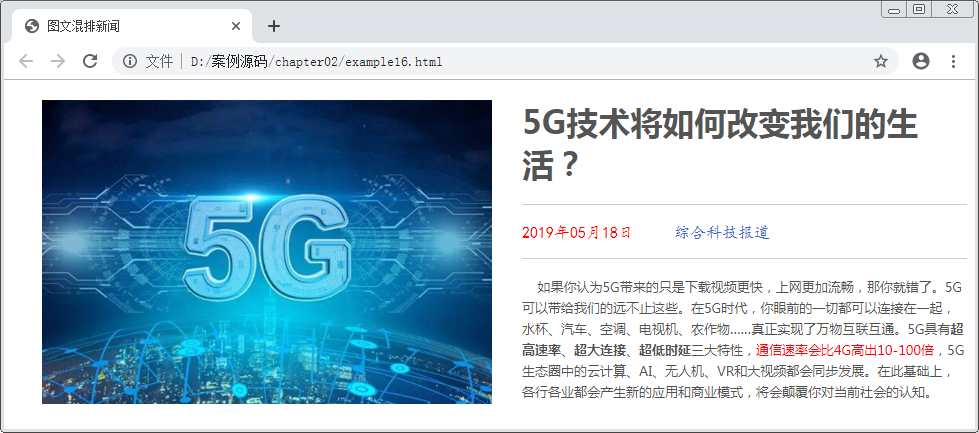 图文混排新闻
文件 | D:/案例源码/chapter02/example16.html
5G
5G技术将如何改变我们的生
活？
2019年05月18日 综合科技报道
如果你认为5G带来的只是下载视频更快，上网更加流畅，那你就错了。5G
可以带给我们的远不止这些。在5G时代，你眼前的一切都可以连接在一起，
水杯、汽车、空调、电视机、农作物......真正实现了万物互联互通。5G具有超
高速率、超大连接、超低时延三大特性，通信速率会比4G高出10-100倍，5G
生态圈中的云计算、AI、无人机、VR和大视频都会同步发展。在此基础上，
各行各业都会产生新的应用和商业模式，将会颠覆你对当前社会的认知。